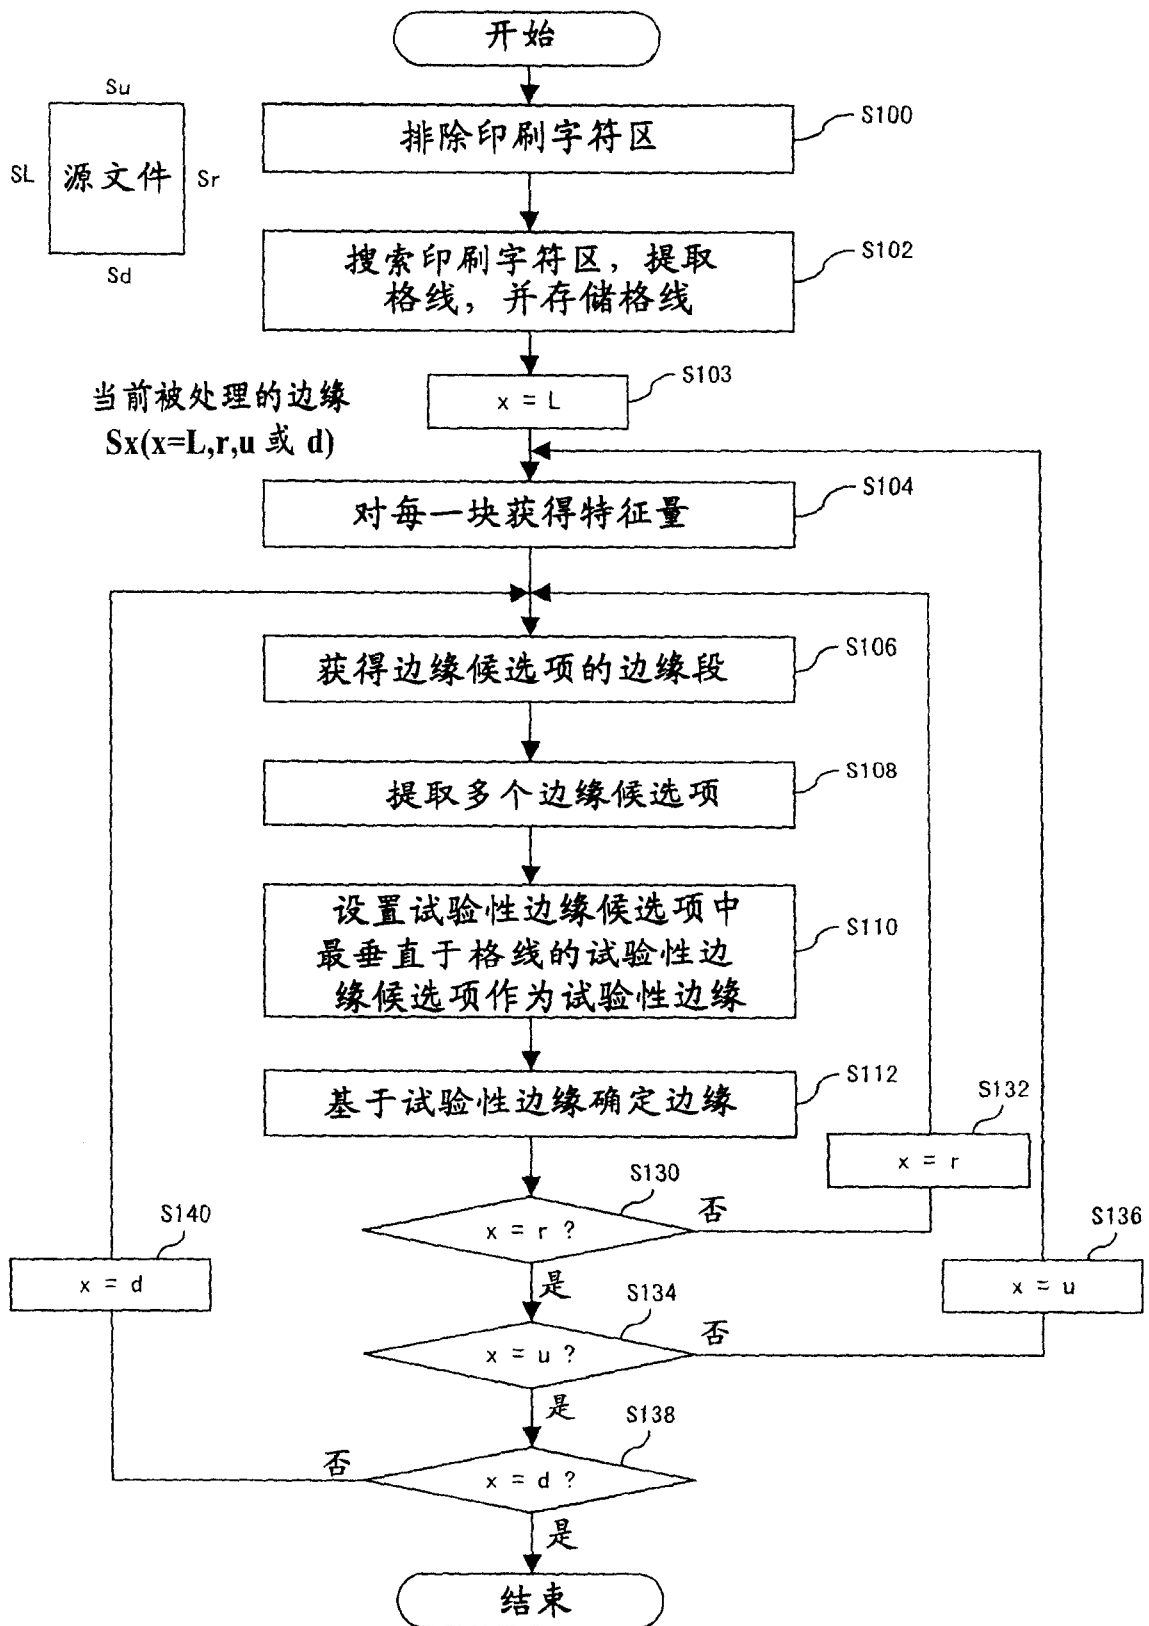 开始
Su
SL
源文件
Sr
Sd
排除印刷字符区
S100
搜索印刷字符区，提取
格线，并存储格线
S102
当前被处理的边缘
Sx(x=L,r,u 或 d)
x = L
S103
对每一块获得特征量
S104
获得边缘候选项的边缘段
S106
提取多个边缘候选项
S108
设置试验性边缘候选项中
最垂直于格线的试验性边
缘候选项作为试验性边缘
S110
基于试验性边缘确定边缘
S112
S132
x = r
S130
x = r ?
否
是
S140
x = d
S136
x = u
S134
x = u ?
否
是
S138
x = d ?
否
是
结束